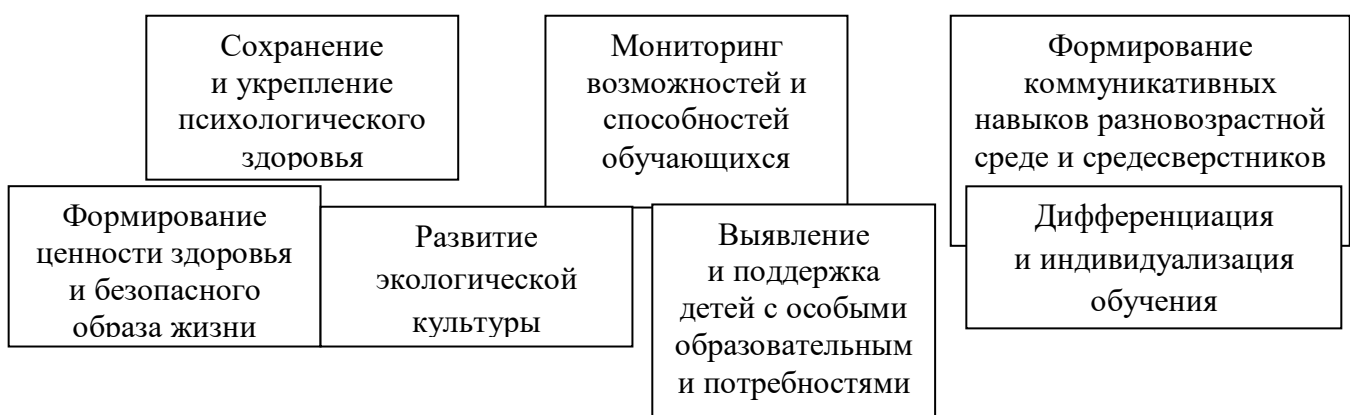 Сохранение
и укрепление
психологического
здоровья
Мониторинг
возможностей и
способностей
обучающихся
Формирование
коммуникативных
навыков разновозрастной
среде и средесверстников
Формирование
ценности здоровья
и безопасного
образа жизни
Развитие
экологической
культуры
Выявление
и поддержка
детей с особыми
образовательным
и потребностями
Дифференциация
и индивидуализация
обучения